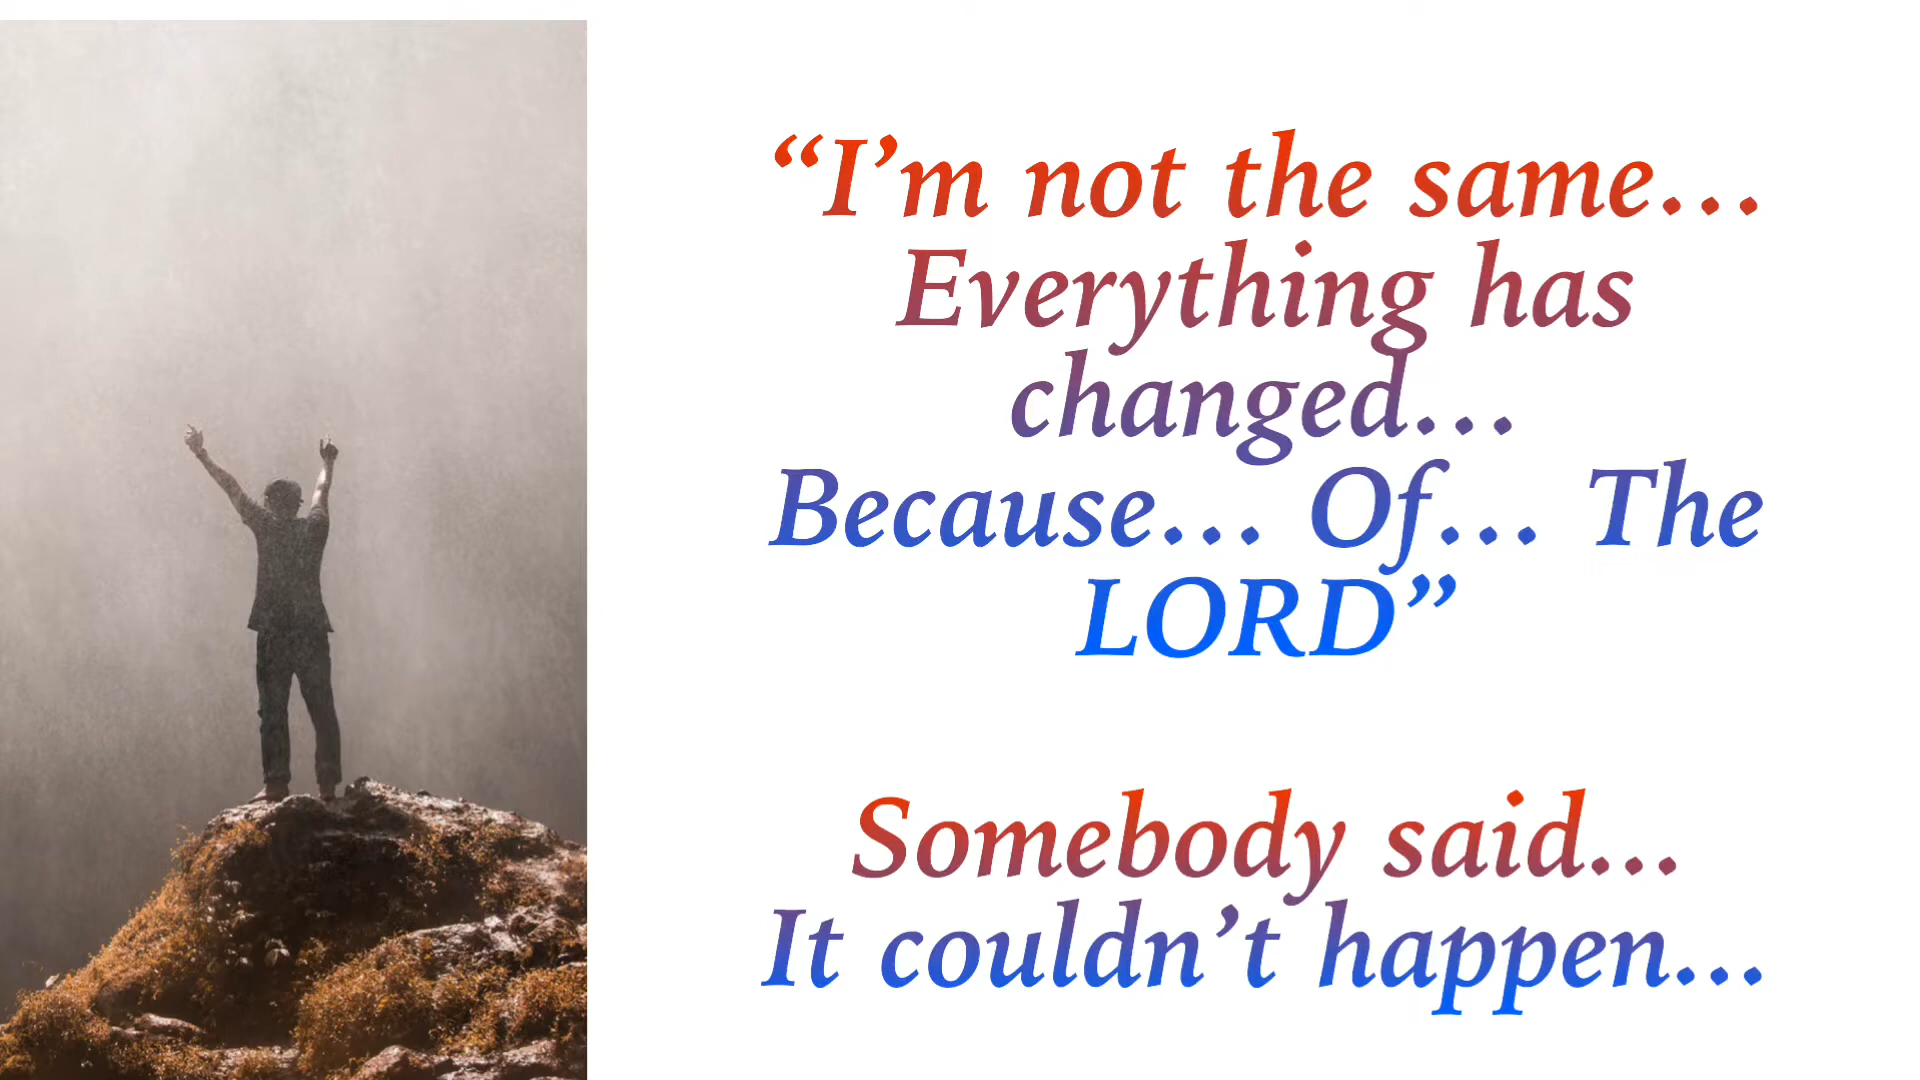 “I’m not the same…
Everything has
changed…
Because… Of… The
LORD”
Somebody said…
It couldn’t happen…